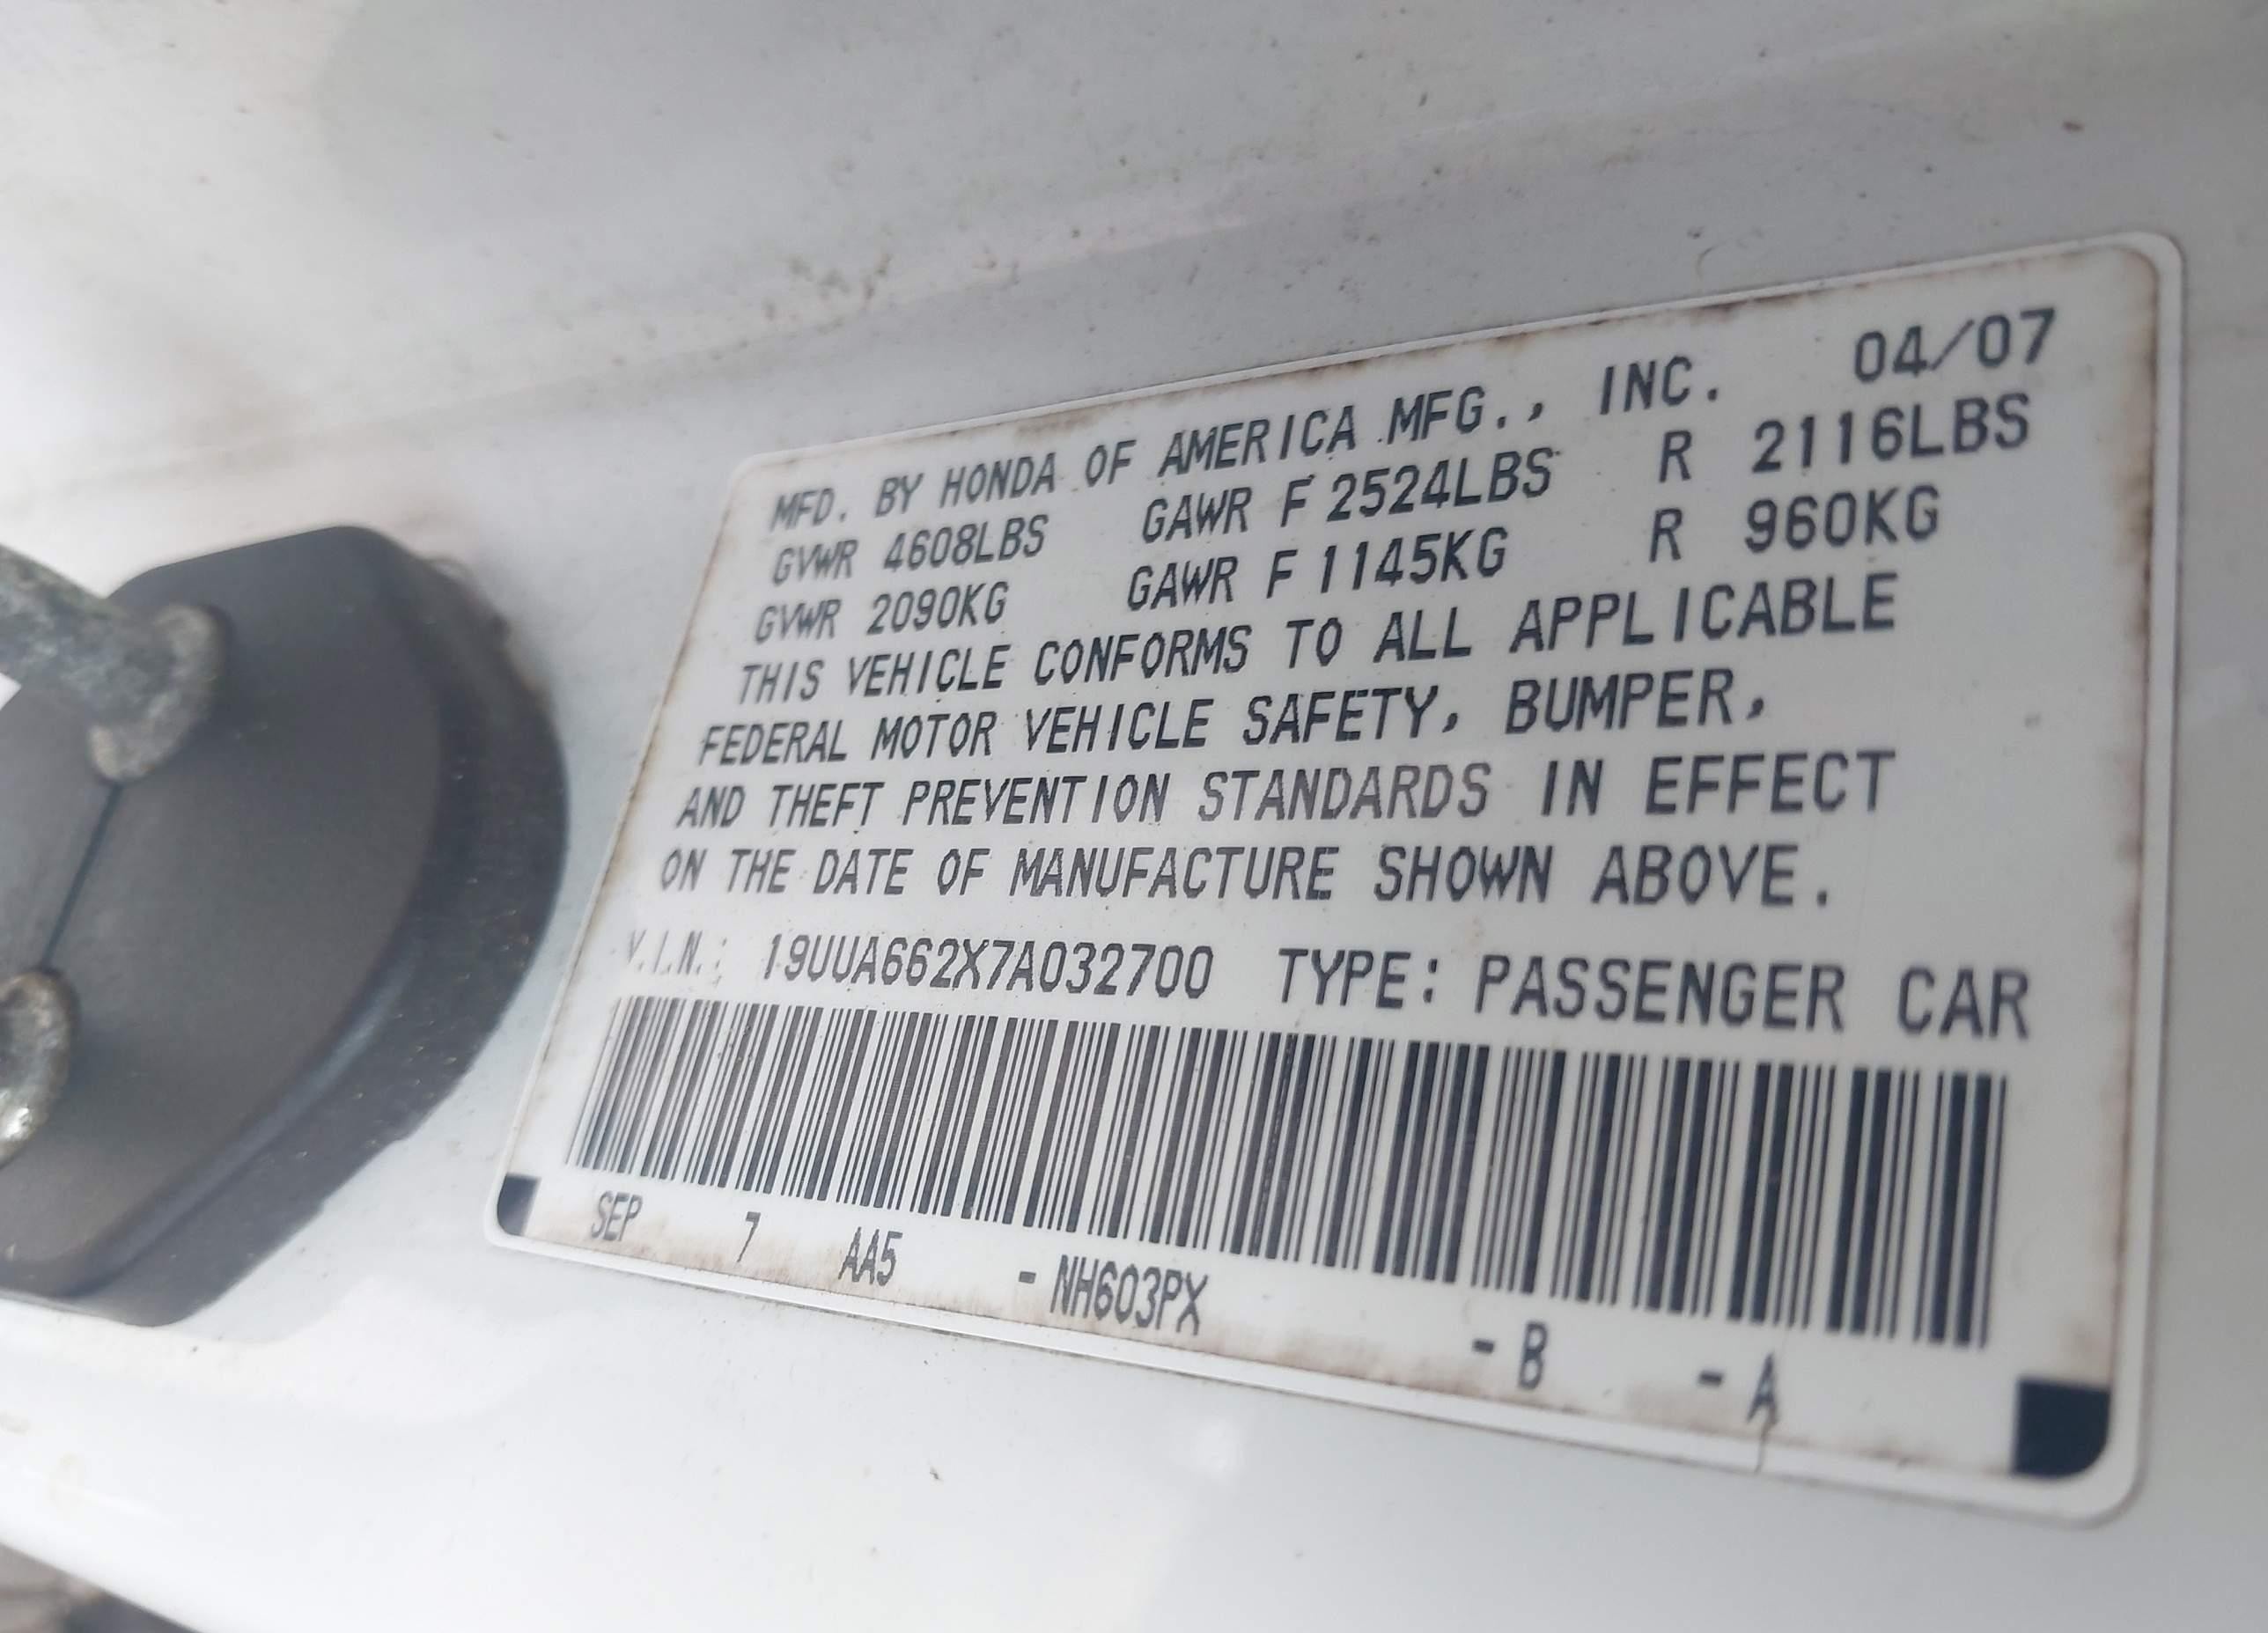 MFD. BY HONDA OF AMERICA MFG., INC. 04/07
GVWR 4608LBS GAWR F 2524LBS R 2116LBS
GVWR 2090KG GAWR F 1145KG R 960KG
THIS VEHICLE CONFORMS TO ALL APPLICABLE
FEDERAL MOTOR VEHICLE SAFETY, BUMPER,
AND THEFT PREVENTION STANDARDS IN EFFECT
ON THE DATE OF MANUFACTURE SHOWN ABOVE.
V.I.N.: 19UUA662X7A032700 TYPE: PASSENGER CAR
SEP 7 AA5 - NH603PX - B - A